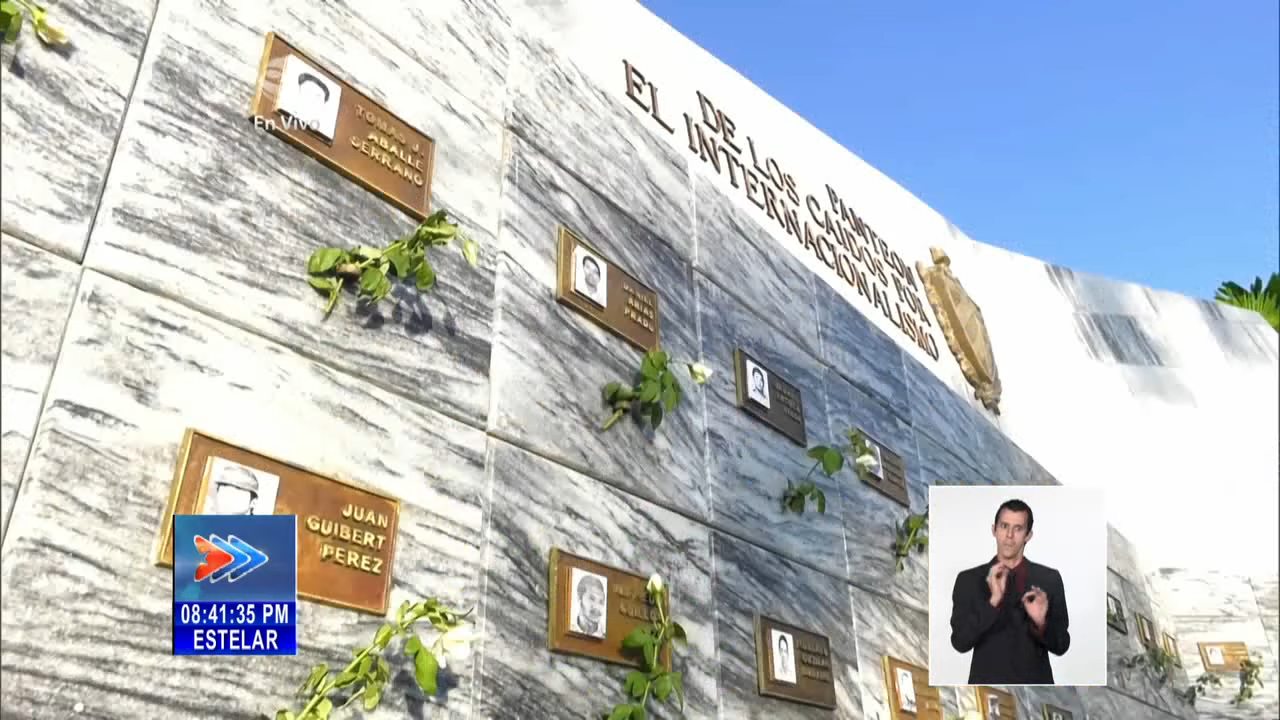 En Vivo
TOMAS J.
ABALLE
SERRANO
PANTEON
DE LOS CAIDOS POR
EL INTERNACIONALISMO
DANIEL
ARIAS
PRADO
JUAN
GUIBERT
PEREZ
08:41:35 PM
ESTELAR